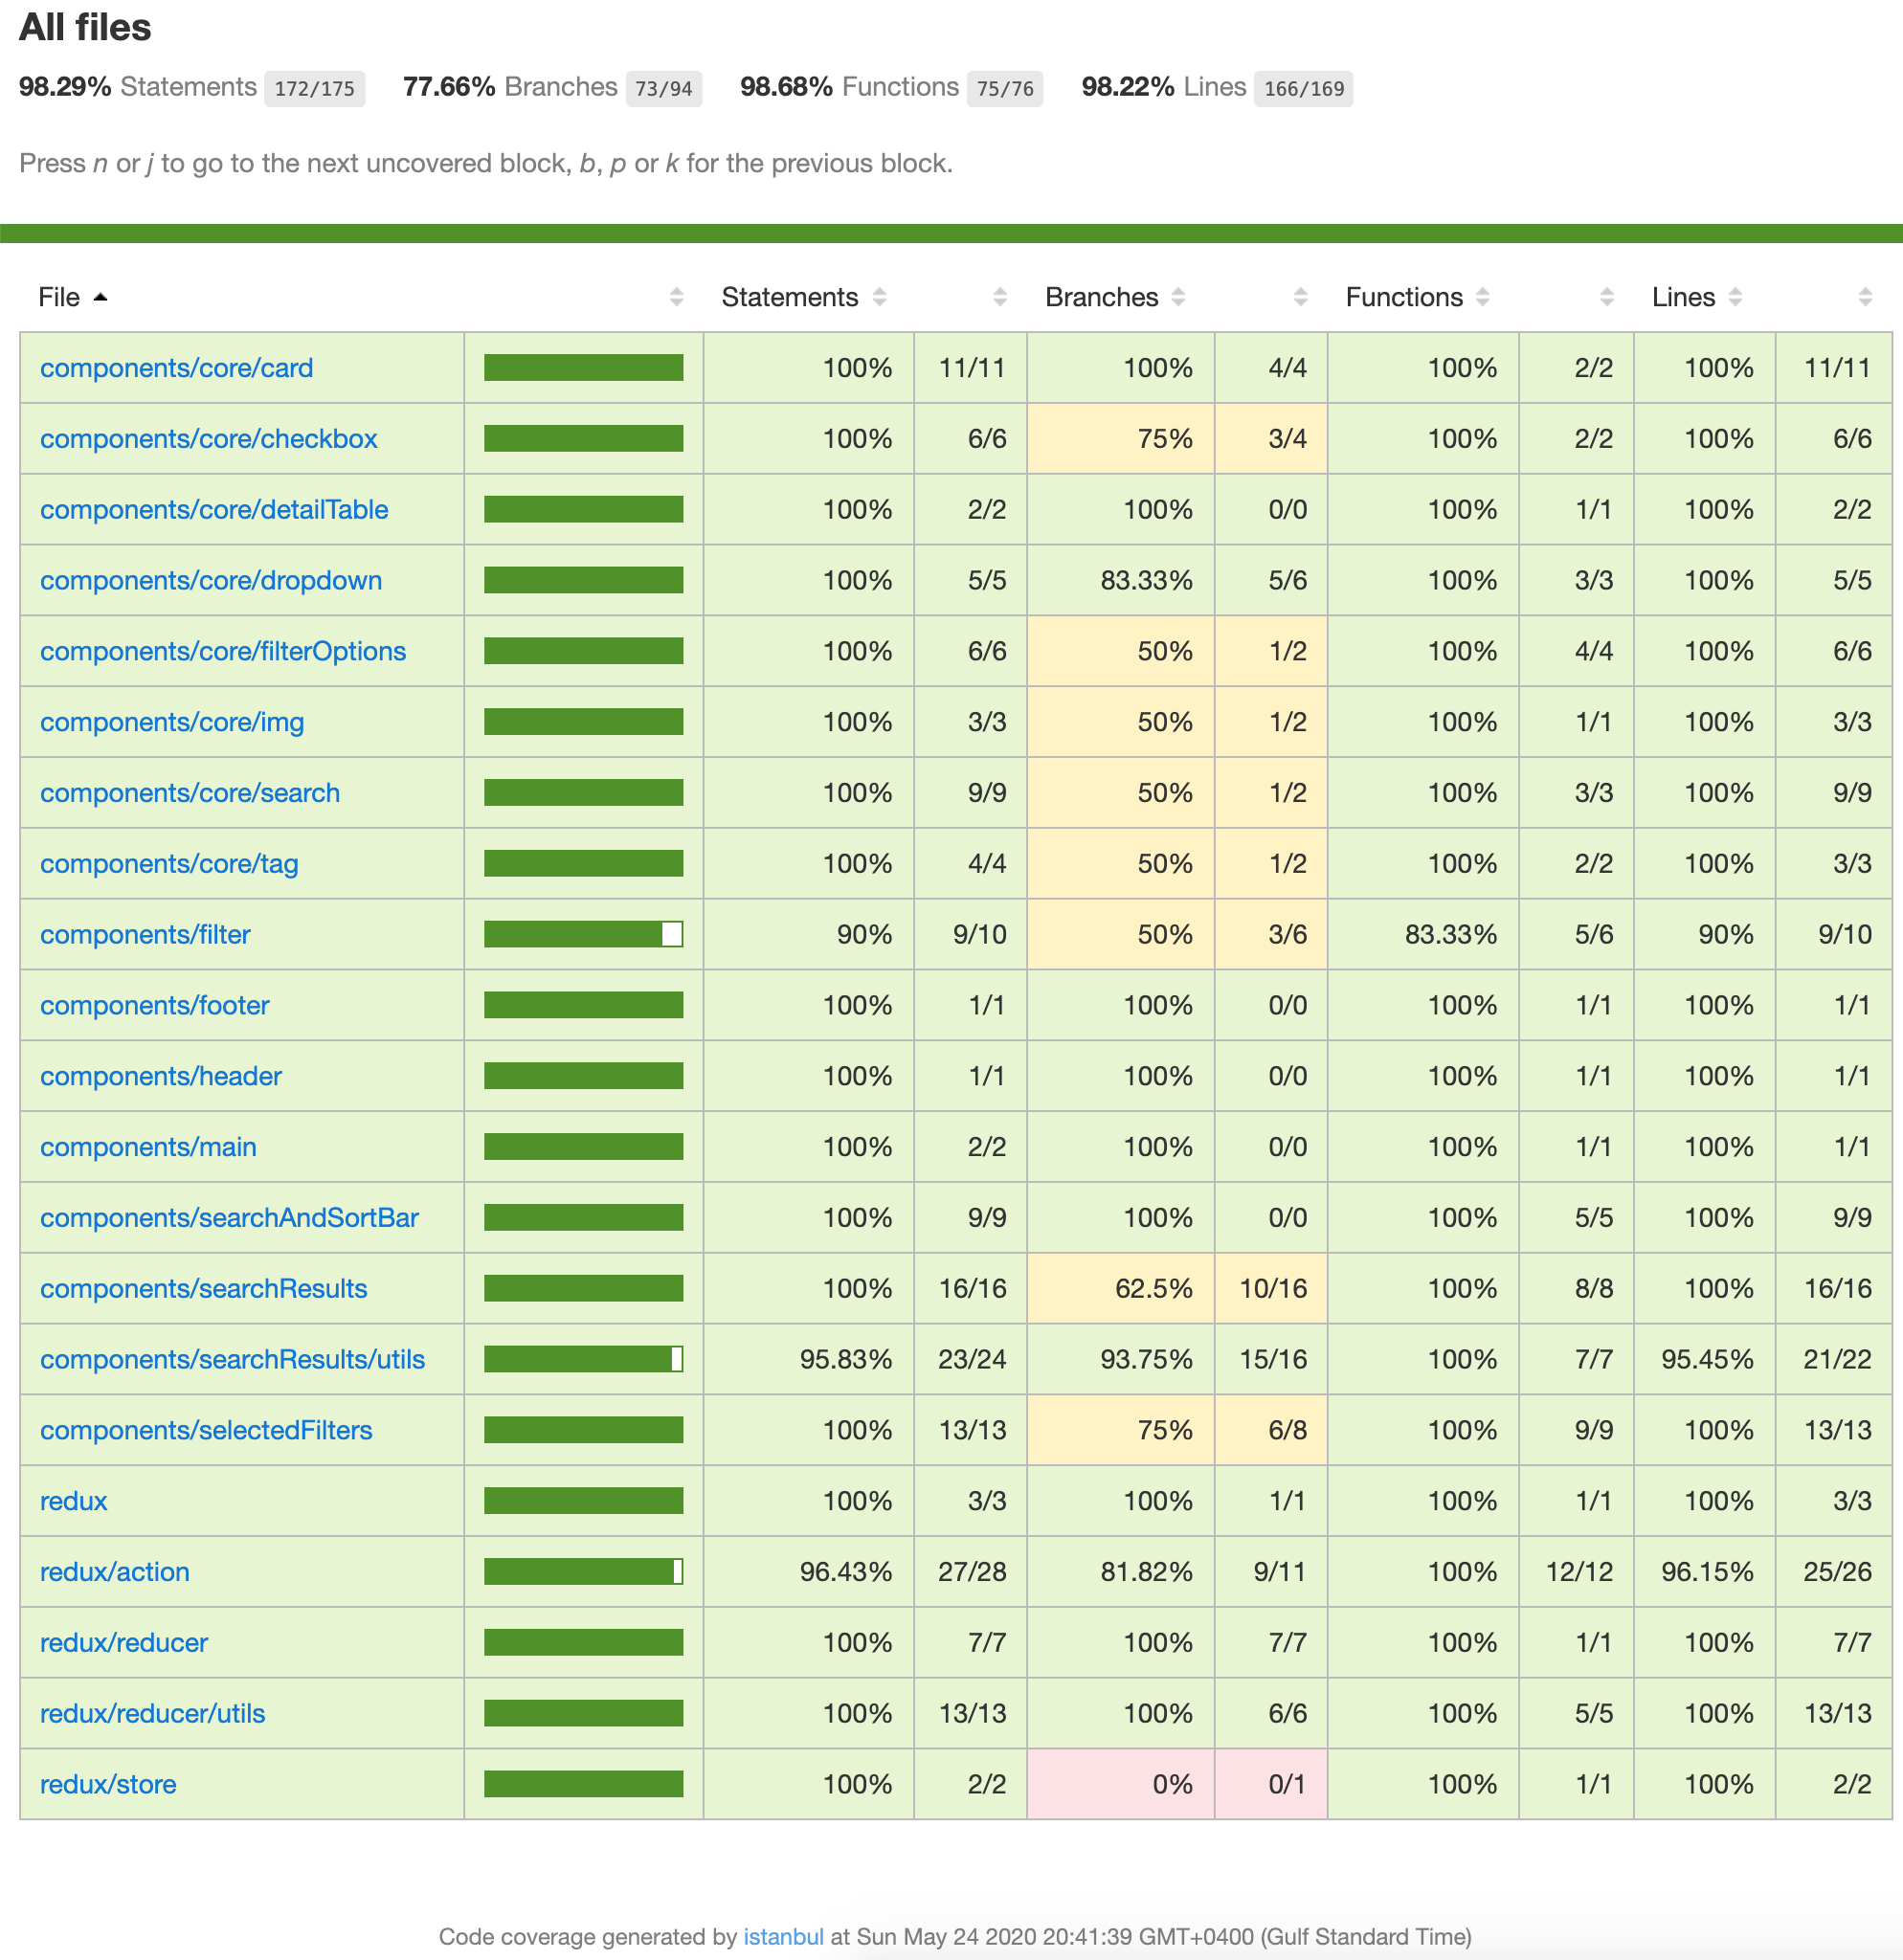 All files
98.29% Statements 172/175 77.66% Branches 73/94 98.68% Functions 75/76 98.22% Lines 166/169
Press n or j to go to the next uncovered block, b, p or k for the previous block.
File Statements Branches Functions Lines
components/core/card 100% 11/11 100% 4/4 100% 2/2 100% 11/11
components/core/checkbox 100% 6/6 75% 3/4 100% 2/2 100% 6/6
components/core/detailTable 100% 2/2 100% 0/0 100% 1/1 100% 2/2
components/core/dropdown 100% 5/5 83.33% 5/6 100% 3/3 100% 5/5
components/core/filterOptions 100% 6/6 50% 1/2 100% 4/4 100% 6/6
components/core/img 100% 3/3 50% 1/2 100% 1/1 100% 3/3
components/core/search 100% 9/9 50% 1/2 100% 3/3 100% 9/9
components/core/tag 100% 4/4 50% 1/2 100% 2/2 100% 3/3
components/filter 90% 9/10 50% 3/6 83.33% 5/6 90% 9/10
components/footer 100% 1/1 100% 0/0 100% 1/1 100% 1/1
components/header 100% 1/1 100% 0/0 100% 1/1 100% 1/1
components/main 100% 2/2 100% 0/0 100% 1/1 100% 1/1
components/searchAndSortBar 100% 9/9 100% 0/0 100% 5/5 100% 9/9
components/searchResults 100% 16/16 62.5% 10/16 100% 8/8 100% 16/16
components/searchResults/utils 95.83% 23/24 93.75% 15/16 100% 7/7 95.45% 21/22
components/selectedFilters 100% 13/13 75% 6/8 100% 9/9 100% 13/13
redux 100% 3/3 100% 1/1 100% 1/1 100% 3/3
redux/action 96.43% 27/28 81.82% 9/11 100% 12/12 96.15% 25/26
redux/reducer 100% 7/7 100% 7/7 100% 1/1 100% 7/7
redux/reducer/utils 100% 13/13 100% 6/6 100% 5/5 100% 13/13
redux/store 100% 2/2 0% 0/1 100% 1/1 100% 2/2
Code coverage generated by istanbul at Sun May 24 2020 20:41:39 GMT+0400 (Gulf Standard Time)